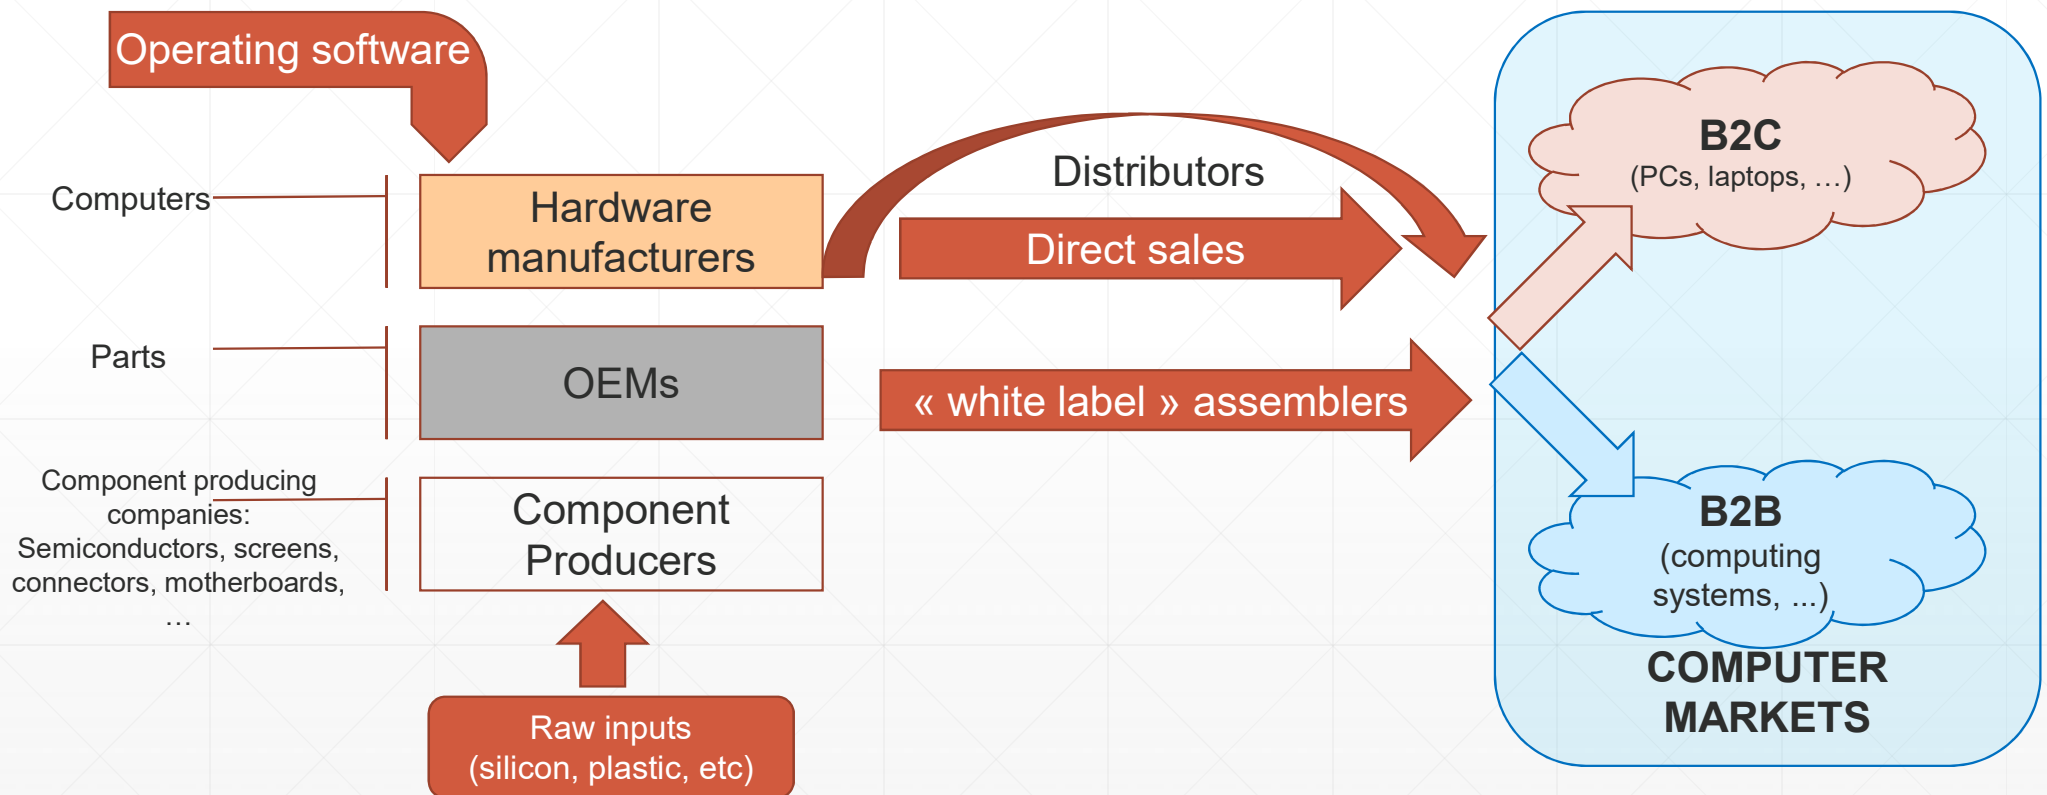 Operating software
Computers
Hardware
manufacturers
Distributors
Direct sales
B2C
(PCs, laptops, …)
Parts
OEMs
« white label » assemblers
Component producing
companies:
Semiconductors, screens,
connectors, motherboards,
…
Component
Producers
B2B
(computing
systems, ...)
COMPUTER
MARKETS
Raw inputs
(silicon, plastic, etc)